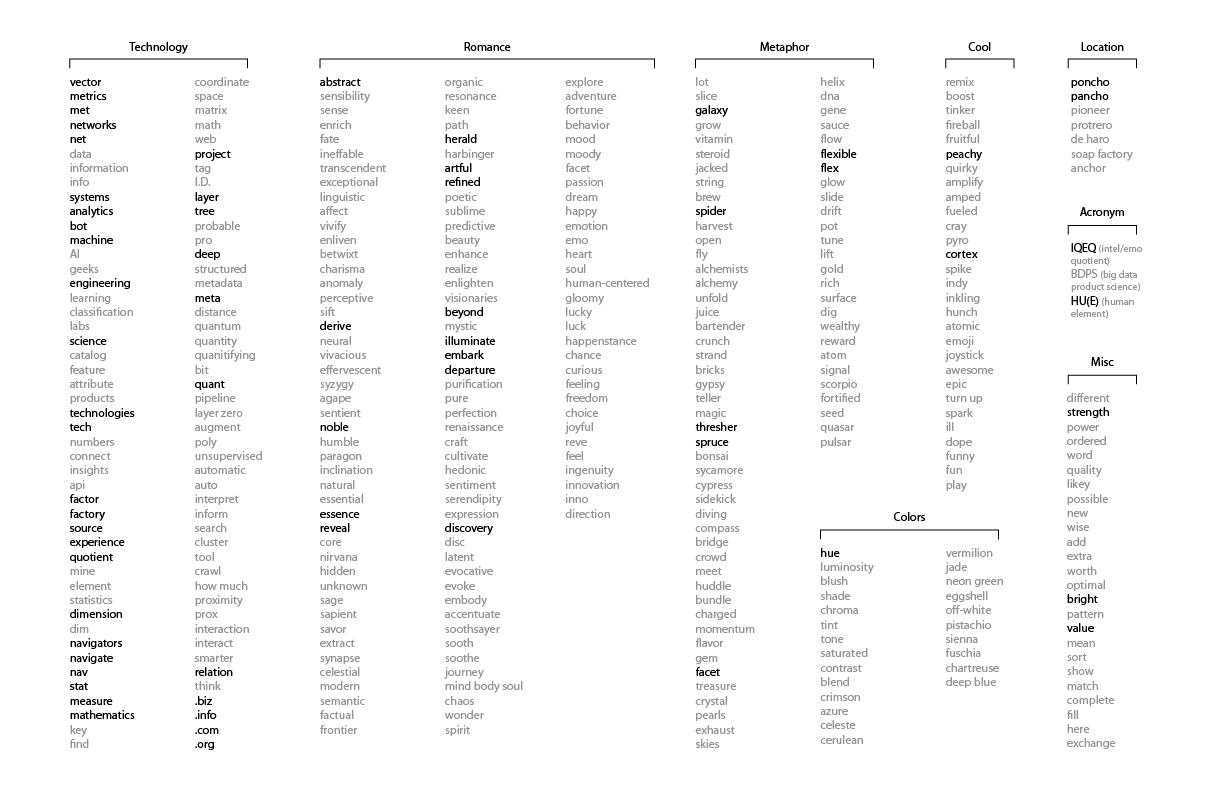 Technology
vector
metrics
met
networks
net
data
information
info
systems
analytics
bot
machine
AI
geeks
engineering
learning
classification
labs
science
catalog
feature
attribute
products
technologies
tech
numbers
connect
insights
api
factor
factory
source
experience
quotient
mine
element
statistics
dimension
dim
navigators
navigate
nav
stat
measure
mathematics
key
find
coordinate
space
matrix
math
web
project
tag
I.D.
layer
tree
probable
pro
deep
structured
metadata
meta
distance
quantum
quantity
quanitifying
bit
quant
pipeline
layer zero
augment
poly
unsupervised
automatic
auto
interpret
inform
search
cluster
tool
crawl
how much
proximity
prox
interaction
interact
smarter
relation
think
.biz
.info
.com
.org
Romance
abstract
sensibility
sense
enrich
fate
ineffable
transcendent
exceptional
linguistic
affect
vivify
enliven
betwixt
charisma
anomaly
perceptive
sift
derive
neural
vivacious
effervescent
syzygy
agape
sentient
noble
humble
paragon
inclination
natural
essential
essence
reveal
core
nirvana
hidden
unknown
sage
sapient
savor
extract
synapse
celestial
modern
semantic
factual
frontier
organic
resonance
keen
path
herald
harbinger
artful
refined
poetic
sublime
predictive
beauty
enhance
realize
enlighten
visionaries
beyond
mystic
illuminate
embark
departure
purification
pure
perfection
renaissance
craft
cultivate
hedonic
sentiment
serendipity
expression
discovery
disc
latent
evocative
evoke
embody
accentuate
soothsayer
sooth
soothe
journey
mind body soul
chaos
wonder
spirit
explore
adventure
fortune
behavior
mood
moody
facet
passion
dream
happy
emotion
emo
heart
soul
human-centered
gloomy
lucky
luck
happenstance
chance
curious
feeling
freedom
choice
joyful
reve
feel
ingenuity
innovation
inno
direction
Metaphor
lot
slice
galaxy
grow
vitamin
steroid
jacked
string
brew
spider
harvest
open
fly
alchemists
alchemy
unfold
juice
bartender
crunch
strand
bricks
gypsy
teller
magic
thresher
spruce
bonsai
sycamore
cypress
sidekick
diving
compass
bridge
crowd
meet
huddle
bundle
charged
momentum
flavor
gem
facet
treasure
crystal
pearls
exhaust
skies
helix
dna
gene
sauce
flow
flexible
flex
glow
slide
drift
pot
tune
lift
gold
rich
surface
dig
wealthy
reward
atom
signal
scorpio
fortified
seed
quasar
pulsar
Cool
remix
boost
tinker
fireball
fruitful
peachy
quirky
amplify
amped
fueled
cray
pyro
cortex
spike
indy
inkling
hunch
atomic
emoji
joystick
awesome
epic
turn up
spark
ill
dope
funny
fun
play
Colors
hue
luminosity
blush
shade
chroma
tint
tone
saturated
contrast
blend
crimson
azure
celeste
cerulean
vermilion
jade
neon green
eggshell
off-white
pistachio
sienna
fuschia
chartreuse
deep blue
Location
poncho
pancho
pioneer
protrero
de haro
soap factory
anchor
Acronym
IQEQ (intel/emo
quotient)
BDPS (big data
product science)
HU(E) (human
element)
Misc
different
strength
power
ordered
word
quality
likey
possible
new
wise
add
extra
worth
optimal
bright
pattern
value
mean
sort
show
match
complete
fill
here
exchange